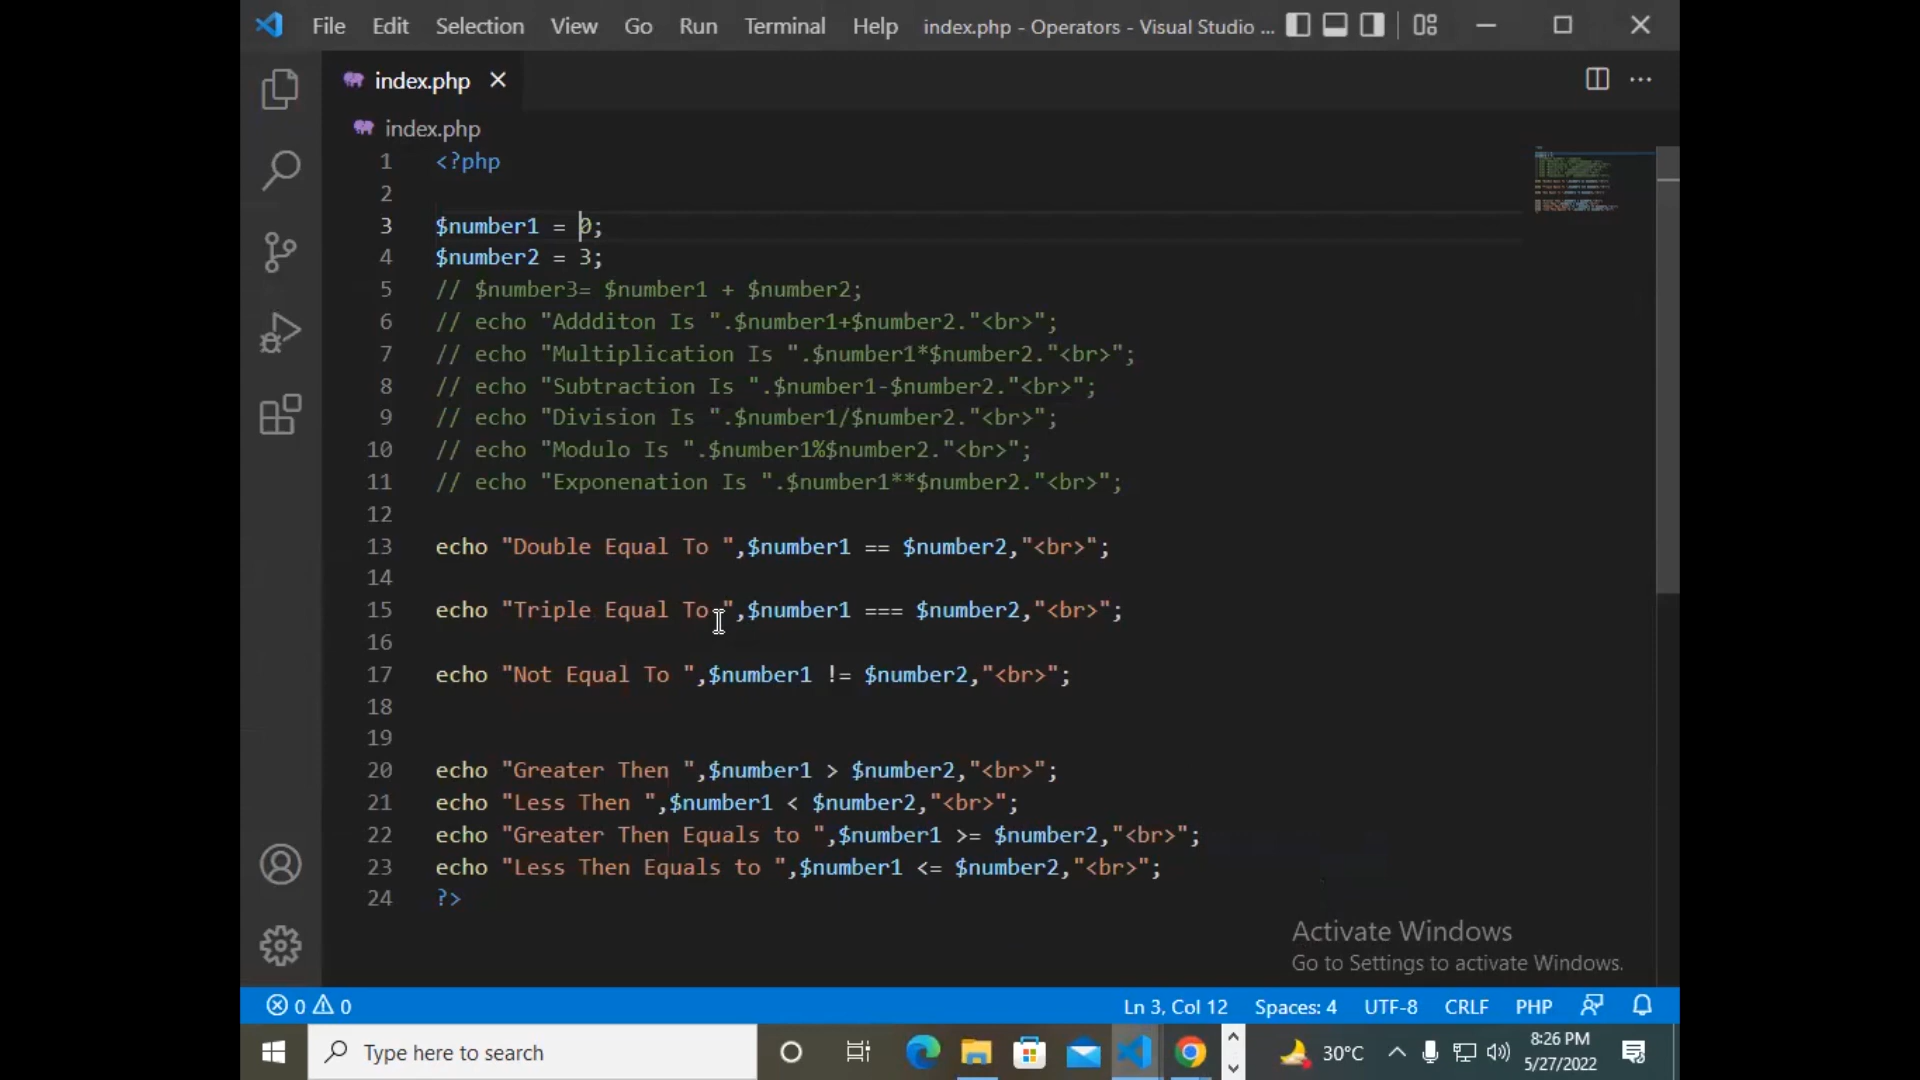 File Edit Selection View Go Run Terminal Help index.php - Operators - Visual Studio ...
index.php
index.php
1 <?php
2
3 $number1 = 0;
4 $number2 = 3;
5 // $number3= $number1 + $number2;
6 // echo "Addditon Is ".$number1+$number2."<br>";
7 // echo "Multiplication Is ".$number1*$number2."<br>";
8 // echo "Subtraction Is ".$number1-$number2."<br>";
9 // echo "Division Is ".$number1/$number2."<br>";
10 // echo "Modulo Is ".$number1%$number2."<br>";
11 // echo "Exponenation Is ".$number1**$number2."<br>";
12
13 echo "Double Equal To ",$number1 == $number2,"<br>";
14
15 echo "Triple Equal To ",$number1 === $number2,"<br>";
16
17 echo "Not Equal To ",$number1 != $number2,"<br>";
18
19
20 echo "Greater Then ",$number1 > $number2,"<br>";
21 echo "Less Then ",$number1 < $number2,"<br>";
22 echo "Greater Then Equals to ",$number1 >= $number2,"<br>";
23 echo "Less Then Equals to ",$number1 <= $number2,"<br>";
24 ?>
Activate Windows
Go to Settings to activate Windows.
0 0 Ln 3, Col 12 Spaces: 4 UTF-8 CRLF PHP
Type here to search 30°C 8:26 PM
5/27/2022